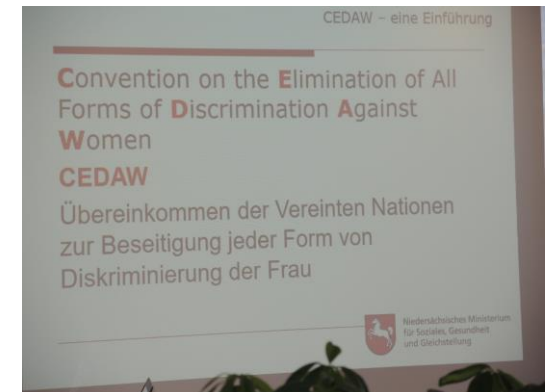 CEDAW – eine Einführung
Convention on the Elimination of All
Forms of Discrimination Against
Women
CEDAW
Übereinkommen der Vereinten Nationen
zur Beseitigung jeder Form von
Diskriminierung der Frau
Niedersächsisches Ministerium
für Soziales, Gesundheit
und Gleichstellung